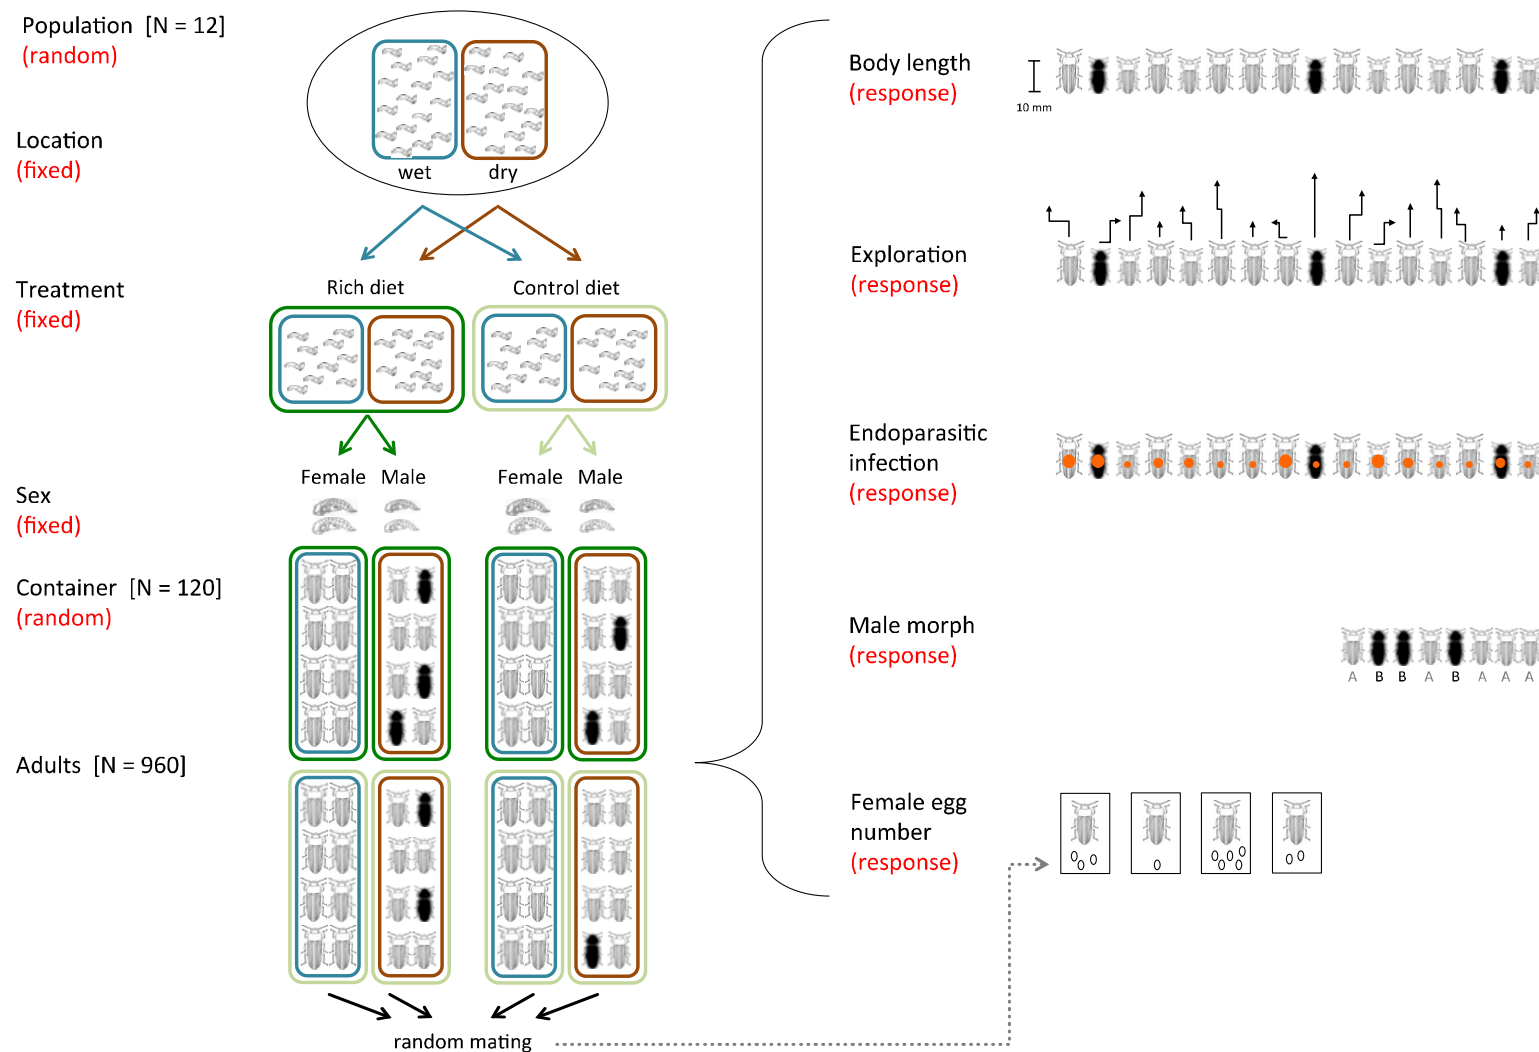 Population [N = 12]
(random)
Location
(fixed)
wet
dry
Treatment
(fixed)
Rich diet
Control diet
Female
Male
Female
Male
Sex
(fixed)
Container [N = 120]
(random)
Adults [N = 960]
random mating
Body length
(response)
10 mm
Exploration
(response)
Endoparasitic
infection
(response)
Male morph
(response)
A B B A B A A A
Female egg
number
(response)